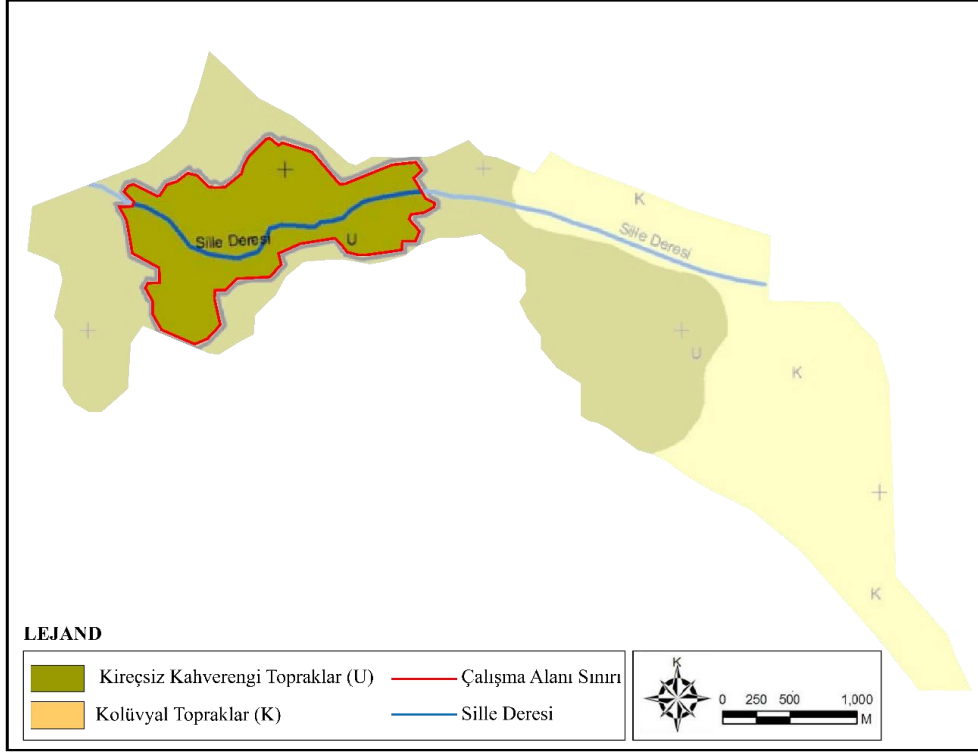 K
Sille Deresi
Sille Deresi
U
U
K
K
LEJAND
Kireçsiz Kahverengi Topraklar (U)
Çalışma Alanı Sınırı
Kolüvyal Topraklar (K)
Sille Deresi
K
0 250 500 1,000
M